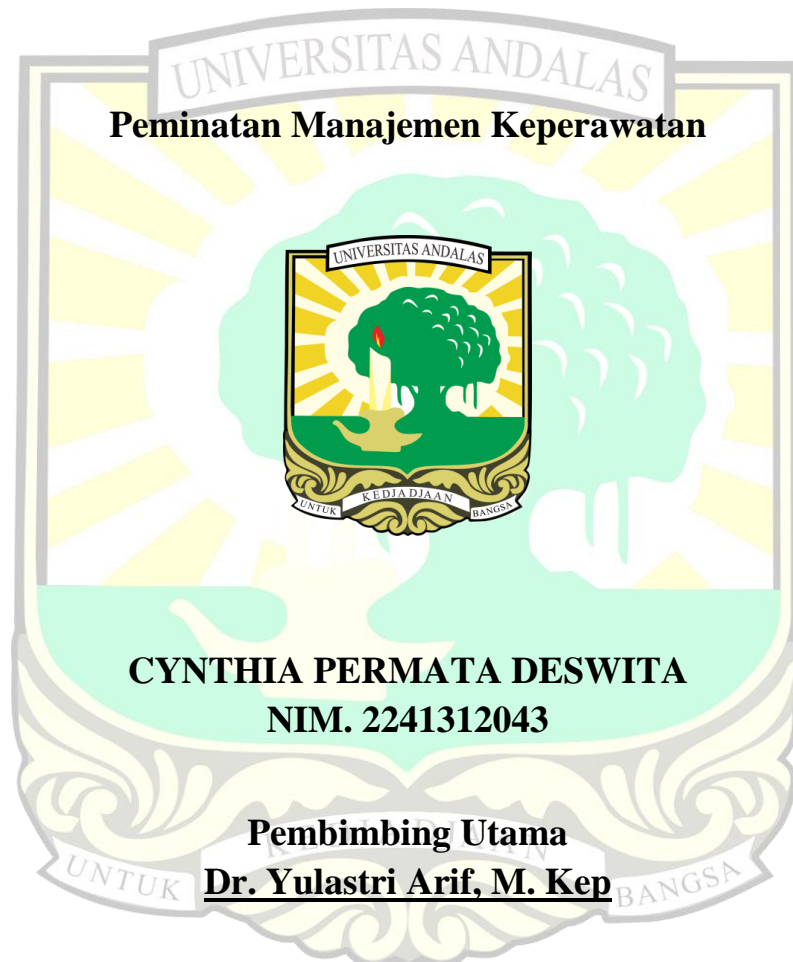 UNIVERSITAS ANDALAS
Peminatan Manajemen Keperawatan
UNIVERSITAS ANDALAS
UNTUK KEDJADJAAN BANGSA
CYNTHIA PERMATA DESWITA
NIM. 2241312043
Pembimbing Utama
UNTUK BANGSA
Dr. Yulastri Arif, M. Kep